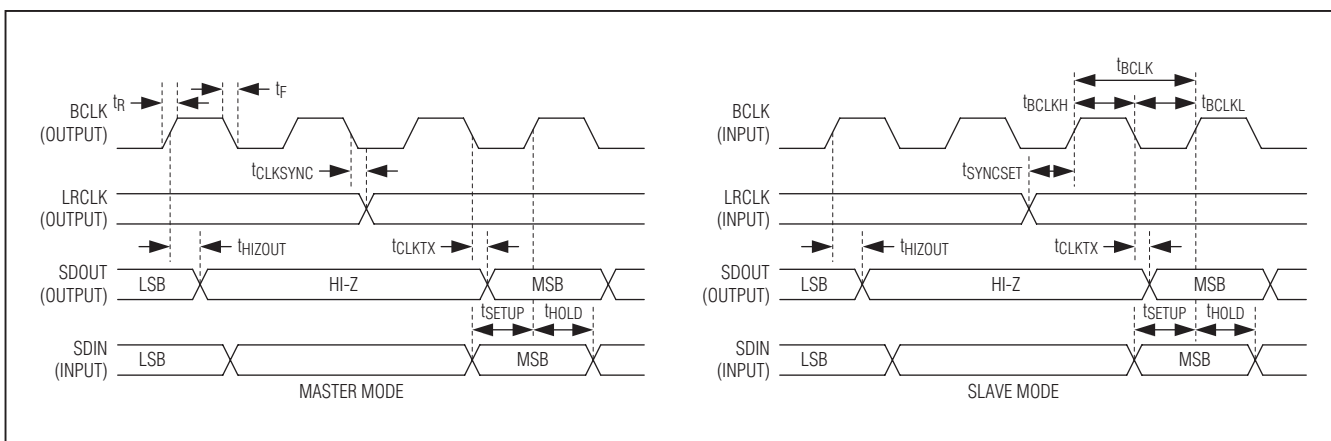 tR
tF
BCLK
(OUTPUT)
tCLKSYNC
LRCLK
(OUTPUT)
tHIZOUT
tCLKTX
SDOUT
(OUTPUT)
LSB
HI-Z
MSB
tSETUP
tHOLD
SDIN
(INPUT)
LSB
MSB
MASTER MODE
tBCLK
tBCLKH
tBCLKL
BCLK
(INPUT)
tSYNCSET
LRCLK
(INPUT)
tHIZOUT
tCLKTX
SDOUT
(OUTPUT)
LSB
HI-Z
MSB
tSETUP
tHOLD
SDIN
(INPUT)
LSB
MSB
SLAVE MODE